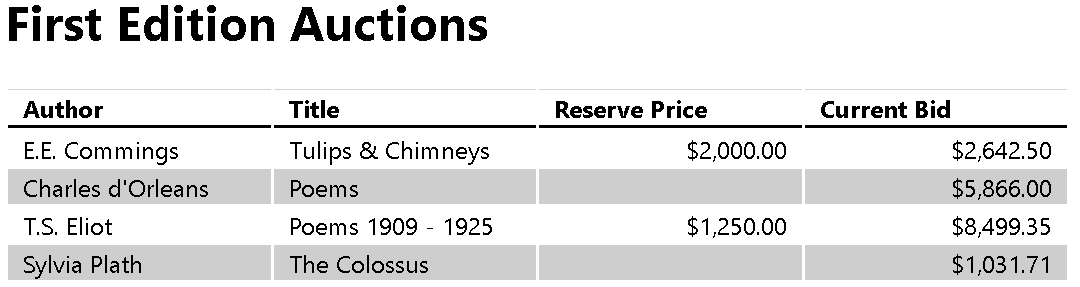 First Edition Auctions
Author Title Reserve Price Current Bid
E.E. Commings Tulips & Chimneys $2,000.00 $2,642.50
Charles d'Orleans Poems $5,866.00
T.S. Eliot Poems 1909 - 1925 $1,250.00 $8,499.35
Sylvia Plath The Colossus $1,031.71